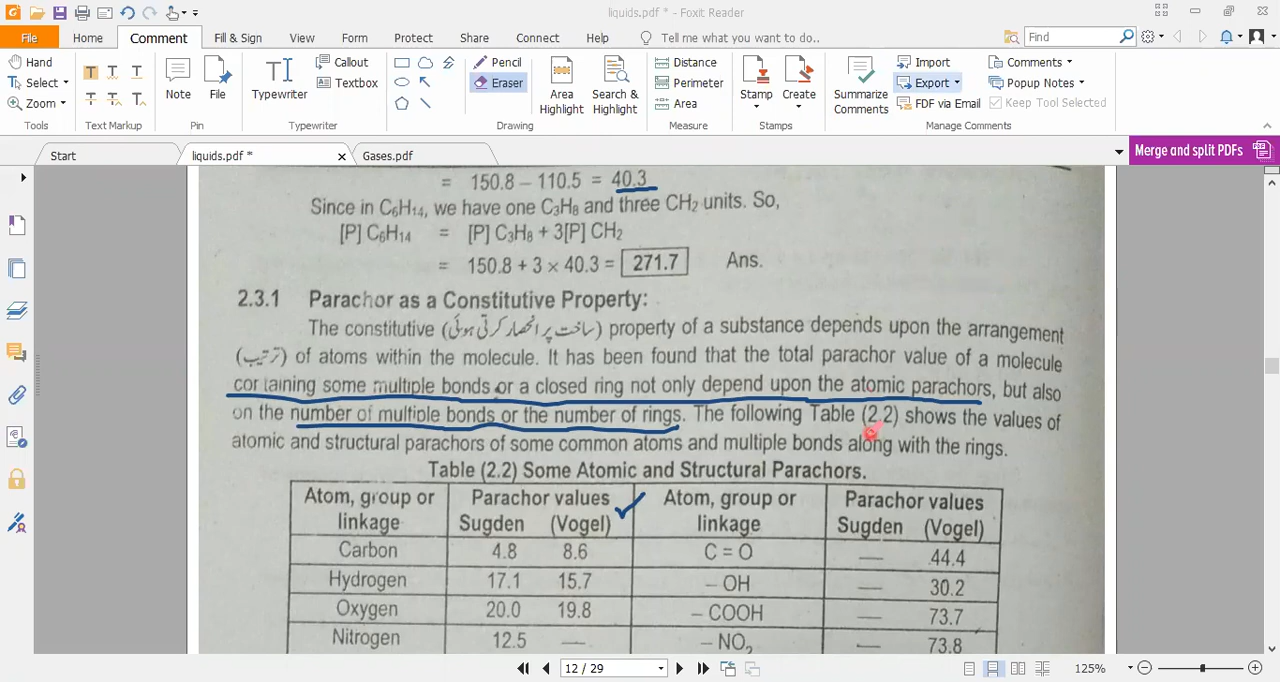 liquids.pdf * - Foxit Reader
Find
File Home Comment Fill & Sign View Form Protect Share Connect Help Tell me what you want to do..
Hand
Select
Zoom
Tools
Text Markup
Note File
Pin
Typewriter
Callout
Textbox
Typewriter
Pencil
Eraser
Area Highlight
Search & Highlight
Drawing
Distance
Perimeter
Area
Measure
Stamp Create
Stamps
Summarize Comments
Import
Export
FDF via Email
Comments
Popup Notes
Keep Tool Selected
Manage Comments
Start liquids.pdf * Gases.pdf Merge and split PDFs
= 150.8 – 110.5 = 40.3
Since in C₆H₁₄, we have one C₃H₈ and three CH₂ units. So,
[P] C₆H₁₄ = [P] C₃H₈ + 3[P] CH₂
= 150.8 + 3 × 40.3 = 271.7 Ans.
2.3.1 Parachor as a Constitutive Property:
The constitutive (ساخت پر انحصار کرتی ہوئی) property of a substance depends upon the arrangement
(ترتیب) of atoms within the molecule. It has been found that the total parachor value of a molecule
containing some multiple bonds or a closed ring not only depend upon the atomic parachors, but also
on the number of multiple bonds or the number of rings. The following Table (2.2) shows the values of
atomic and structural parachors of some common atoms and multiple bonds along with the rings.
Table (2.2) Some Atomic and Structural Parachors.
Atom, group or linkage Parachor values Sugden (Vogel) Atom, group or linkage Parachor values Sugden (Vogel)
Carbon 4.8 8.6 C = O — 44.4
Hydrogen 17.1 15.7 – OH — 30.2
Oxygen 20.0 19.8 – COOH — 73.7
Nitrogen 12.5 — – NO₂ — 73.8
12 / 29 125%